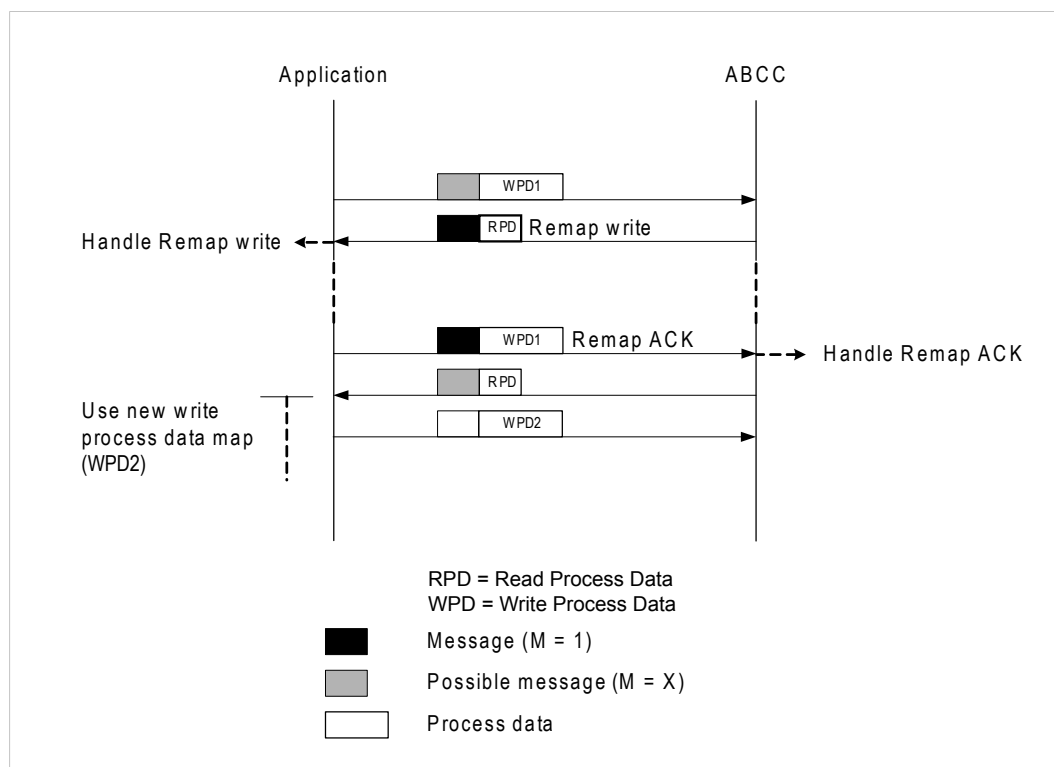 Application
ABCC
WPD1
RPD
Remap write
Handle Remap write
WPD1
Remap ACK
Handle Remap ACK
RPD
Use new write
process data map
(WPD2)
WPD2
RPD = Read Process Data
WPD = Write Process Data
Message (M = 1)
Possible message (M = X)
Process data